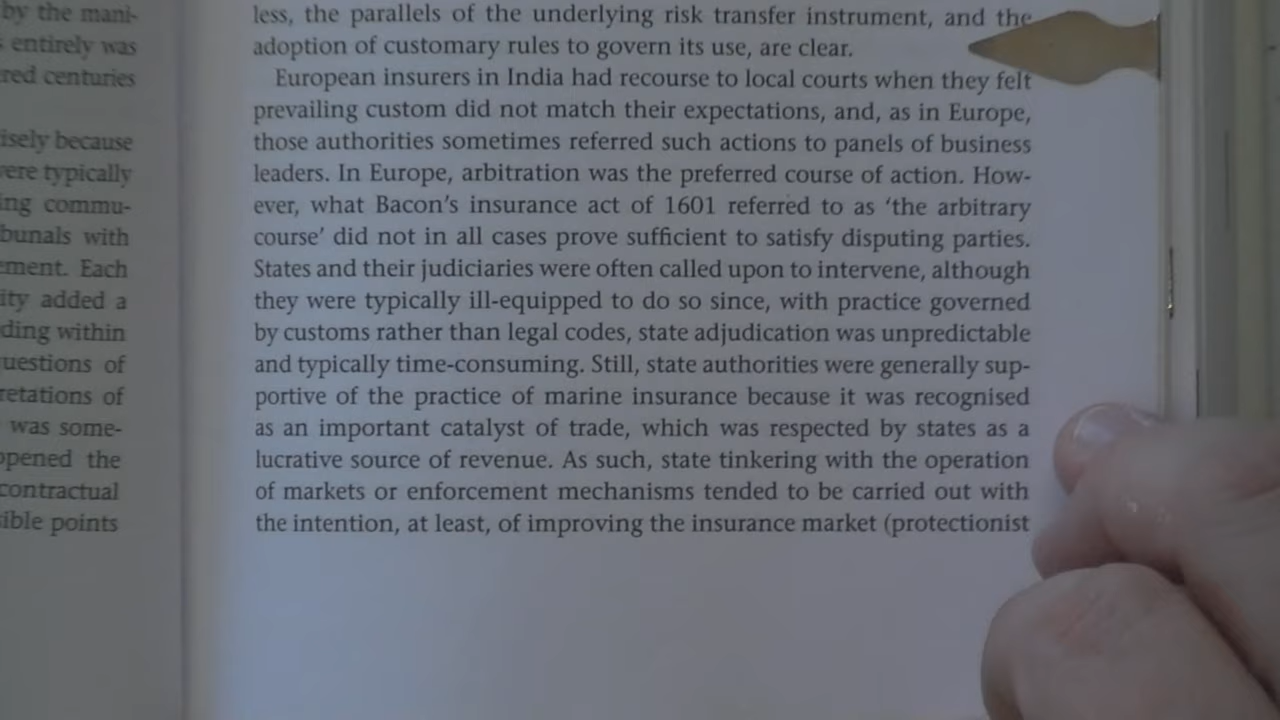 by the mani-
entirely was
red centuries
isely because
ere typically
ing commu-
bunals with
ement. Each
ity added a
ding within
uestions of
retations of
was some-
opened the
contractual
ible points
less, the parallels of the underlying risk transfer instrument, and the
adoption of customary rules to govern its use, are clear.
European insurers in India had recourse to local courts when they felt
prevailing custom did not match their expectations, and, as in Europe,
those authorities sometimes referred such actions to panels of business
leaders. In Europe, arbitration was the preferred course of action. How-
ever, what Bacon's insurance act of 1601 referred to as 'the arbitrary
course' did not in all cases prove sufficient to satisfy disputing parties.
States and their judiciaries were often called upon to intervene, although
they were typically ill-equipped to do so since, with practice governed
by customs rather than legal codes, state adjudication was unpredictable
and typically time-consuming. Still, state authorities were generally sup-
portive of the practice of marine insurance because it was recognised
as an important catalyst of trade, which was respected by states as a
lucrative source of revenue. As such, state tinkering with the operation
of markets or enforcement mechanisms tended to be carried out with
the intention, at least, of improving the insurance market (protectionist